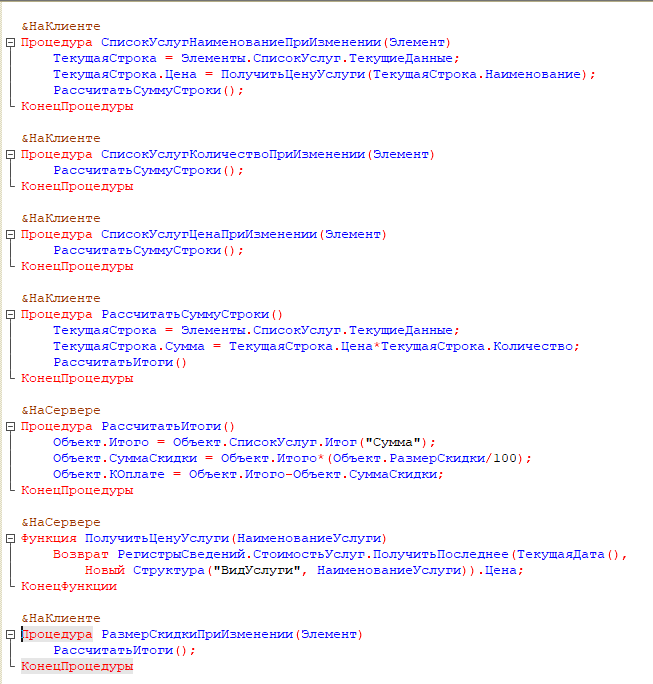 &НаКлиенте
Процедура СписокУслугНаименованиеПриИзменении(Элемент)
ТекущаяСтрока = Элементы.СписокУслуг.ТекущиеДанные;
ТекущаяСтрока.Цена = ПолучитьЦенуУслуги(ТекущаяСтрока.Наименование);
РассчитатьСуммуСтроки();
КонецПроцедуры
&НаКлиенте
Процедура СписокУслугКоличествоПриИзменении(Элемент)
РассчитатьСуммуСтроки();
КонецПроцедуры
&НаКлиенте
Процедура СписокУслугЦенаПриИзменении(Элемент)
РассчитатьСуммуСтроки();
КонецПроцедуры
&НаКлиенте
Процедура РассчитатьСуммуСтроки()
ТекущаяСтрока = Элементы.СписокУслуг.ТекущиеДанные;
ТекущаяСтрока.Сумма = ТекущаяСтрока.Цена*ТекущаяСтрока.Количество;
РассчитатьИтоги()
КонецПроцедуры
&НаСервере
Процедура РассчитатьИтоги()
Объект.Итого = Объект.СписокУслуг.Итог("Сумма");
Объект.СуммаСкидки = Объект.Итого*(Объект.РазмерСкидки/100);
Объект.КОплате = Объект.Итого-Объект.СуммаСкидки;
КонецПроцедуры
&НаСервере
Функция ПолучитьЦенуУслуги(НаименованиеУслуги)
Возврат РегистрыСведений.СтоимостьУслуг.ПолучитьПоследнее(ТекущаяДата(),
Новый Структура("ВидУслуги", НаименованиеУслуги)).Цена;
КонецФункции
&НаКлиенте
Процедура РазмерСкидкиПриИзменении(Элемент)
РассчитатьИтоги();
КонецПроцедуры